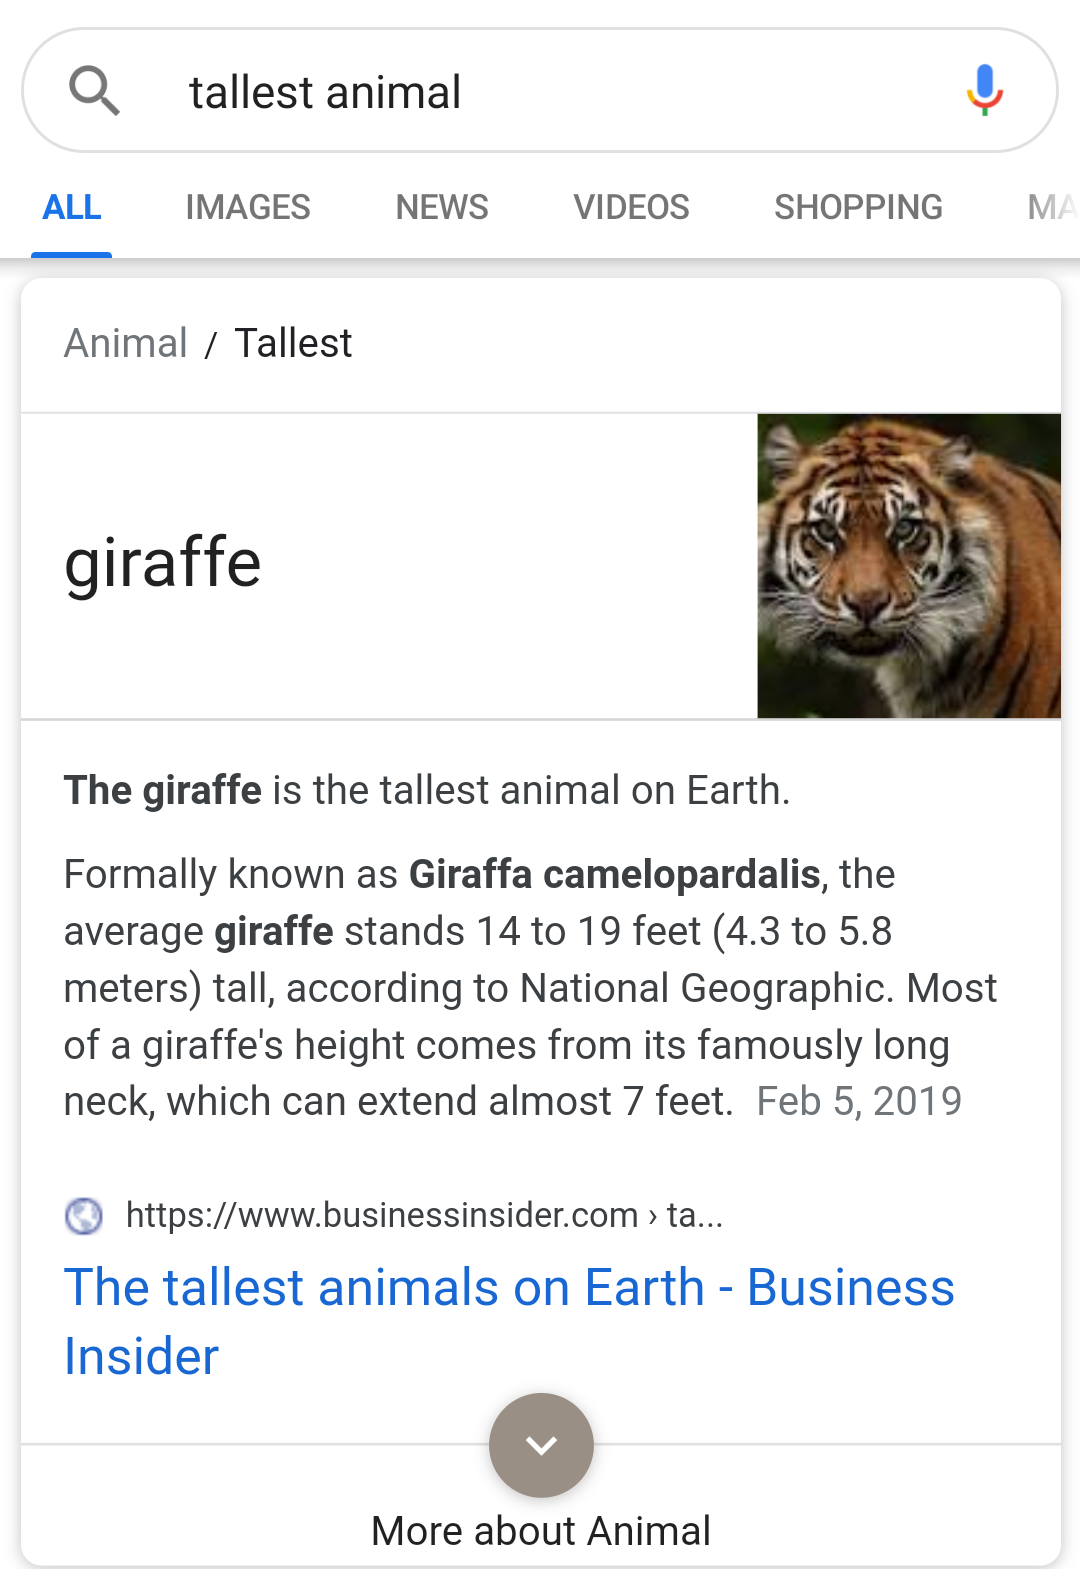 tallest animal
ALL IMAGES NEWS VIDEOS SHOPPING MA
Animal / Tallest
giraffe
The giraffe is the tallest animal on Earth.
Formally known as Giraffa camelopardalis, the
average giraffe stands 14 to 19 feet (4.3 to 5.8
meters) tall, according to National Geographic. Most
of a giraffe's height comes from its famously long
neck, which can extend almost 7 feet. Feb 5, 2019
https://www.businessinsider.com › ta...
The tallest animals on Earth - Business
Insider
More about Animal